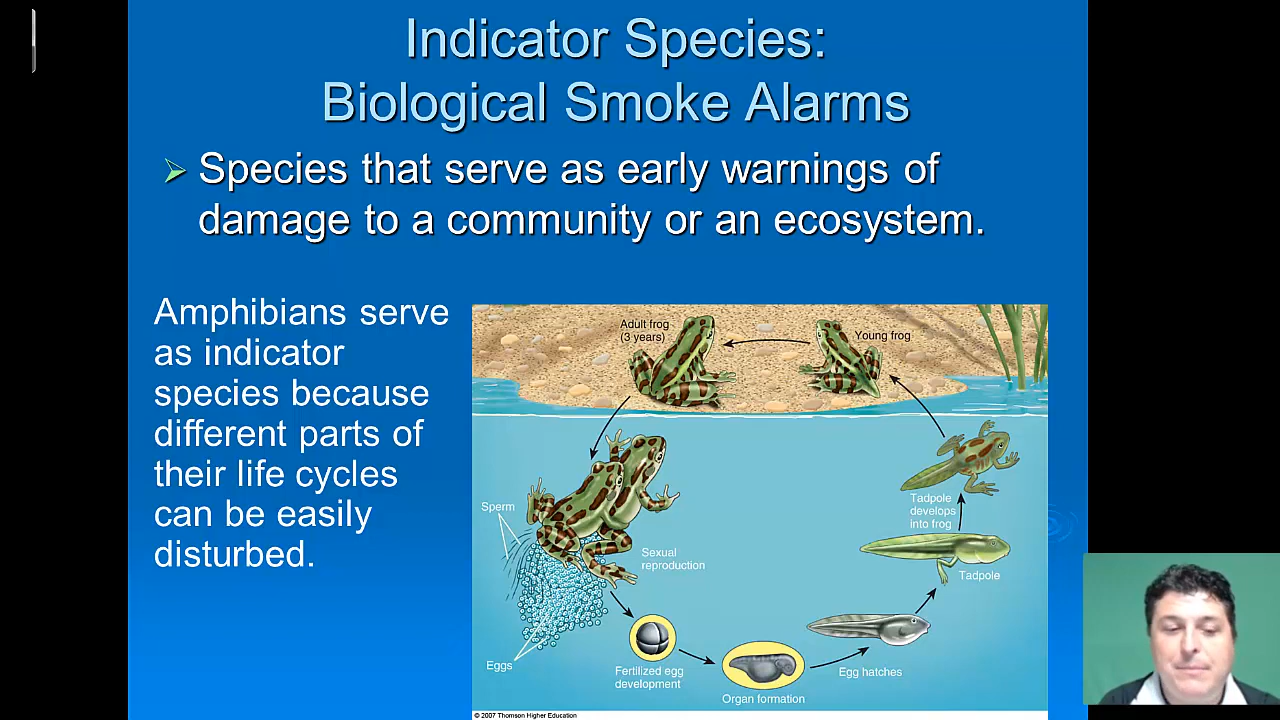 Indicator Species:
Biological Smoke Alarms
Species that serve as early warnings of
damage to a community or an ecosystem.
Amphibians serve
as indicator
species because
different parts of
their life cycles
can be easily
disturbed.
Adult frog
(3 years)
Young frog
Sperm
Sexual
reproduction
Eggs
Fertilized egg
development
Organ formation
Egg hatches
Tadpole
Tadpole
develops
into frog
© 2007 Thomson Higher Education